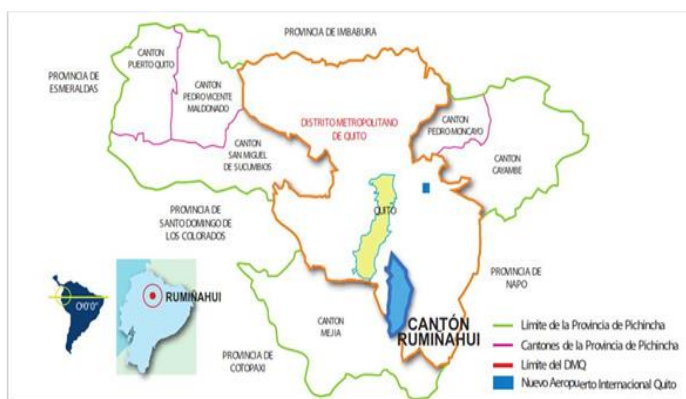 PROVINCIA DE IMBABURA
CANTON
PUERTO QUITO
PROVINCIA DE
ESMERALDAS
CANTON
PEDRO VICENTE
MALDONADO
DISTRITO METROPOLITANO
DE QUITO
CANTON
PEDRO MONCAYO
CANTON
SAN MIGUEL
DE SUCUMBIOS
CANTON
CAYAMBE
PROVINCIA DE
SANTO DOMINGO DE
LOS COLORADOS
QUITO
PROVINCIA DE
NAPO
O0'0"
RUMIÑAHUI
CANTÓN
RUMIÑAHUI
CANTON
MEJIA
PROVINCIA DE
COTOPAXI
Límite de la Provincia de Pichincha
Cantones de la Provincia de Pichincha
Límite del DMQ
Nuevo Aeropuerto Internacional Quito